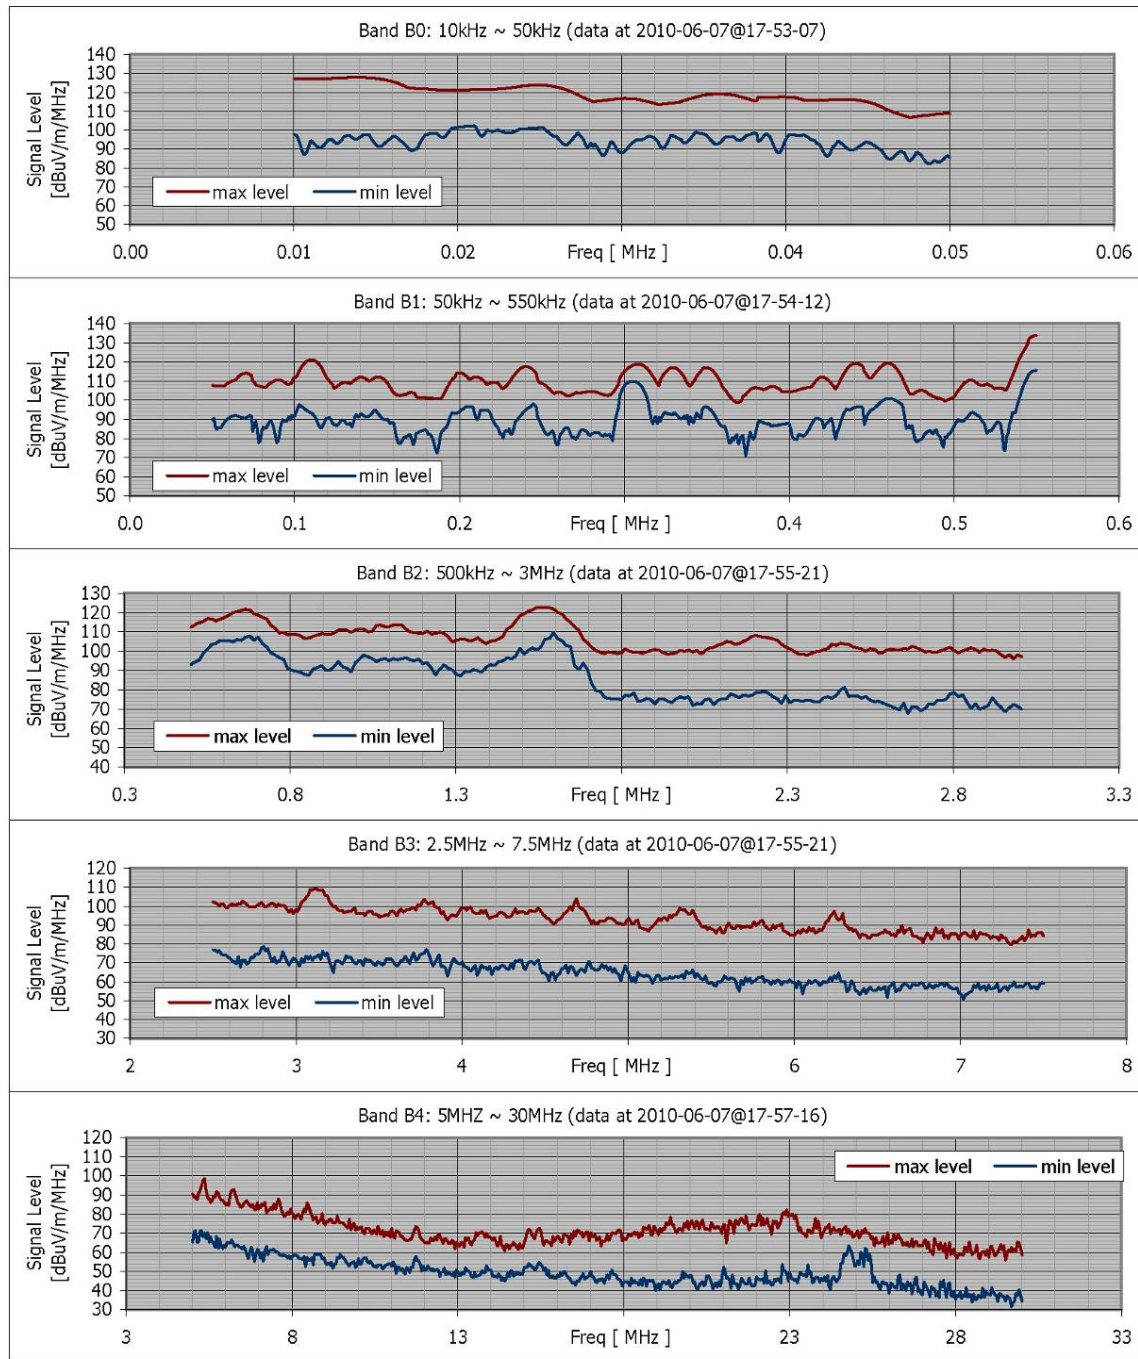 Band B0: 10kHz ~ 50kHz (data at 2010-06-07@17-53-07)
140
130
120
110
100
90
80
70
60
50
Signal Level
[dBuV/m/MHz]
max level min level
0.00 0.01 0.02 Freq [ MHz ] 0.04 0.05 0.06
Band B1: 50kHz ~ 550kHz (data at 2010-06-07@17-54-12)
140
130
120
110
100
90
80
70
60
50
Signal Level
[dBuV/m/MHz]
max level min level
0.0 0.1 0.2 Freq [ MHz ] 0.4 0.5 0.6
Band B2: 500kHz ~ 3MHz (data at 2010-06-07@17-55-21)
130
120
110
100
90
80
70
60
50
40
Signal Level
[dBuV/m/MHz]
max level min level
0.3 0.8 1.3 Freq [ MHz ] 2.3 2.8 3.3
Band B3: 2.5MHz ~ 7.5MHz (data at 2010-06-07@17-55-21)
120
110
100
90
80
70
60
50
40
30
Signal Level
[dBuV/m/MHz]
max level min level
2 3 4 Freq [ MHz ] 6 7 8
Band B4: 5MHZ ~ 30MHz (data at 2010-06-07@17-57-16)
120
110
100
90
80
70
60
50
40
30
Signal Level
[dBuV/m/MHz]
max level min level
3 8 13 Freq [ MHz ] 23 28 33